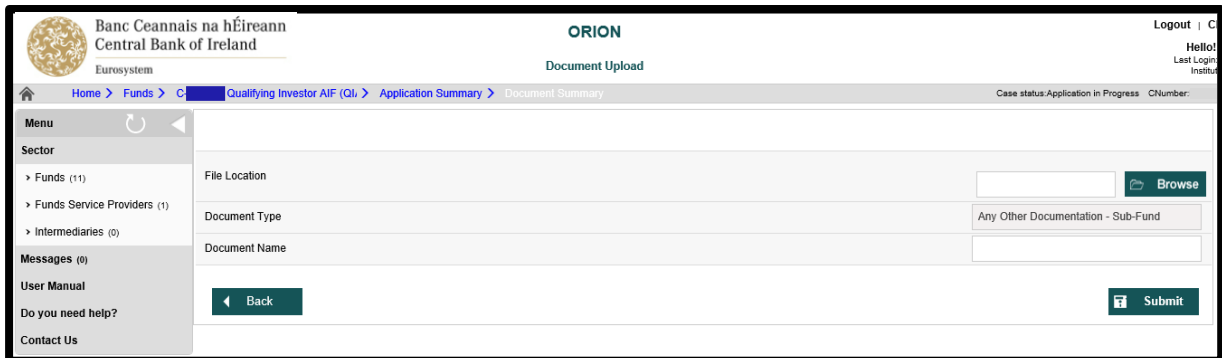 Banc Ceannais na hÉireann
Central Bank of Ireland
Eurosystem
ORION
Document Upload
Logout |
Hello!
Last Login:
Home > Funds > C- Qualifying Investor AIF (QI > Application Summary > Document Summary
Case status:Application in Progress CNumber:
Menu
Sector
> Funds (11)
> Funds Service Providers (1)
> Intermediaries (0)
Messages (0)
User Manual
Do you need help?
Contact Us
File Location
Browse
Document Type
Any Other Documentation - Sub-Fund
Document Name
Back
Submit